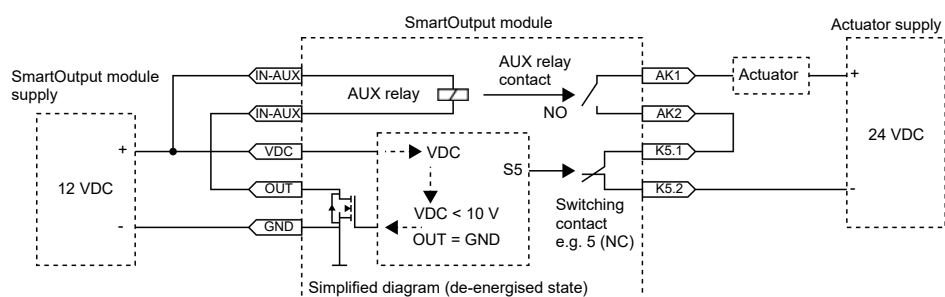 SmartOutput module
Actuator supply
SmartOutput module
supply
12 VDC
+
-
IN-AUX
IN-AUX
VDC
OUT
GND
AUX relay
AUX relay
contact
NO
VDC
VDC < 10 V
OUT = GND
S5
Switching
contact
e.g. 5 (NC)
AK1
AK2
K5.1
K5.2
Actuator
+
-
24 VDC
Simplified diagram (de-energised state)